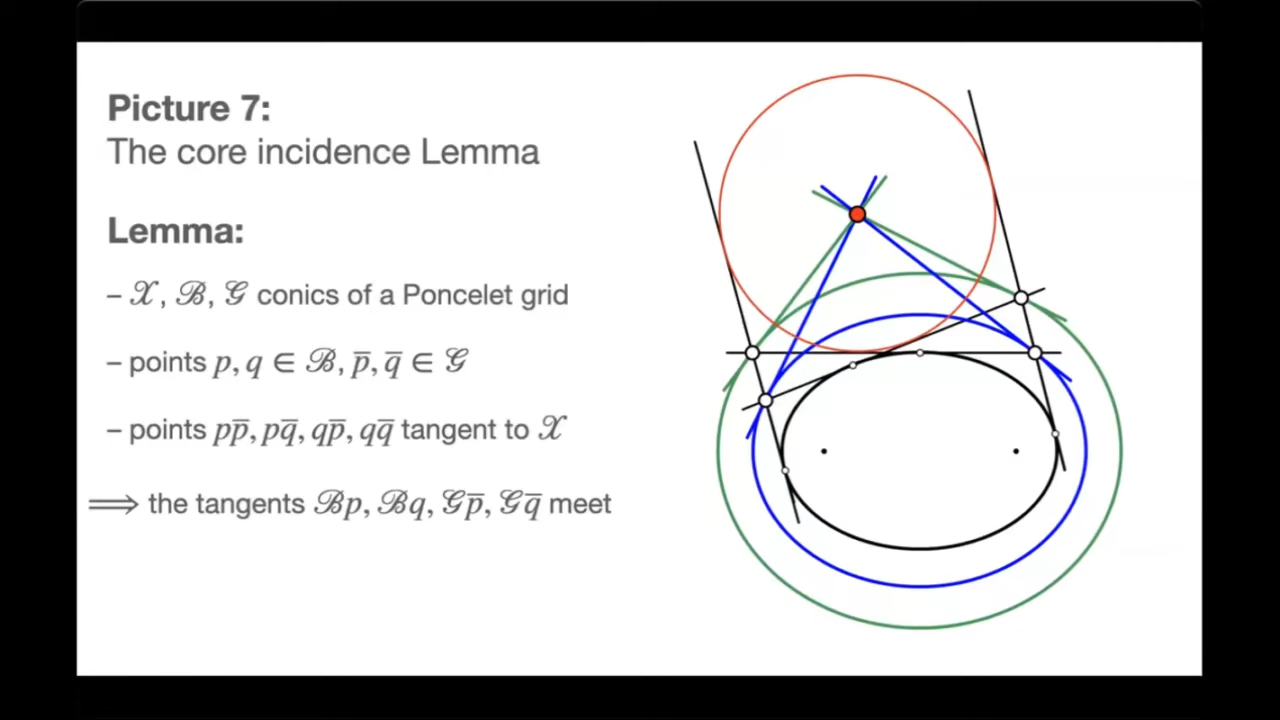 Picture 7:
The core incidence Lemma
Lemma:
– 𝒳, ℬ, 𝒢 conics of a Poncelet grid
– points p, q ∈ ℬ, p̅, q̅ ∈ 𝒢
– points pp̅, pq̅, qp̅, qq̅ tangent to 𝒳
⟹ the tangents ℬp, ℬq, 𝒢p̅, 𝒢q̅ meet